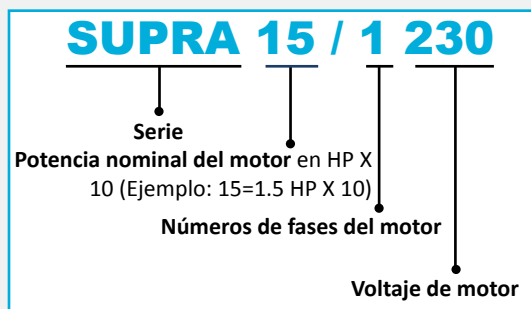 SUPRA 15 / 1 230
Serie
Potencia nominal del motor en HP X
10 (Ejemplo: 15=1.5 HP X 10)
Números de fases del motor
Voltaje de motor